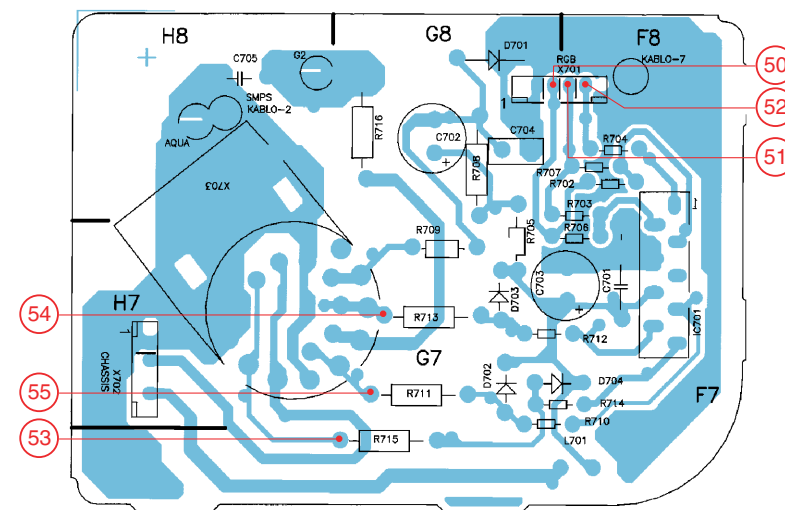 H8
G8
F8
C705
G2
D701
RGB
X701
KABLO-7
50
SMPS
KABLO-2
1
52
AQUA
R716
C702
C704
R704
51
X703
R708
R707
R702
+
R703
1
R709
R705
R706
H7
C703
C701
54
D703
+
R713
IC701
1
X702
CHASSIS
G7
R712
55
D702
D704
F7
R711
R714
53
R710
R715
L701